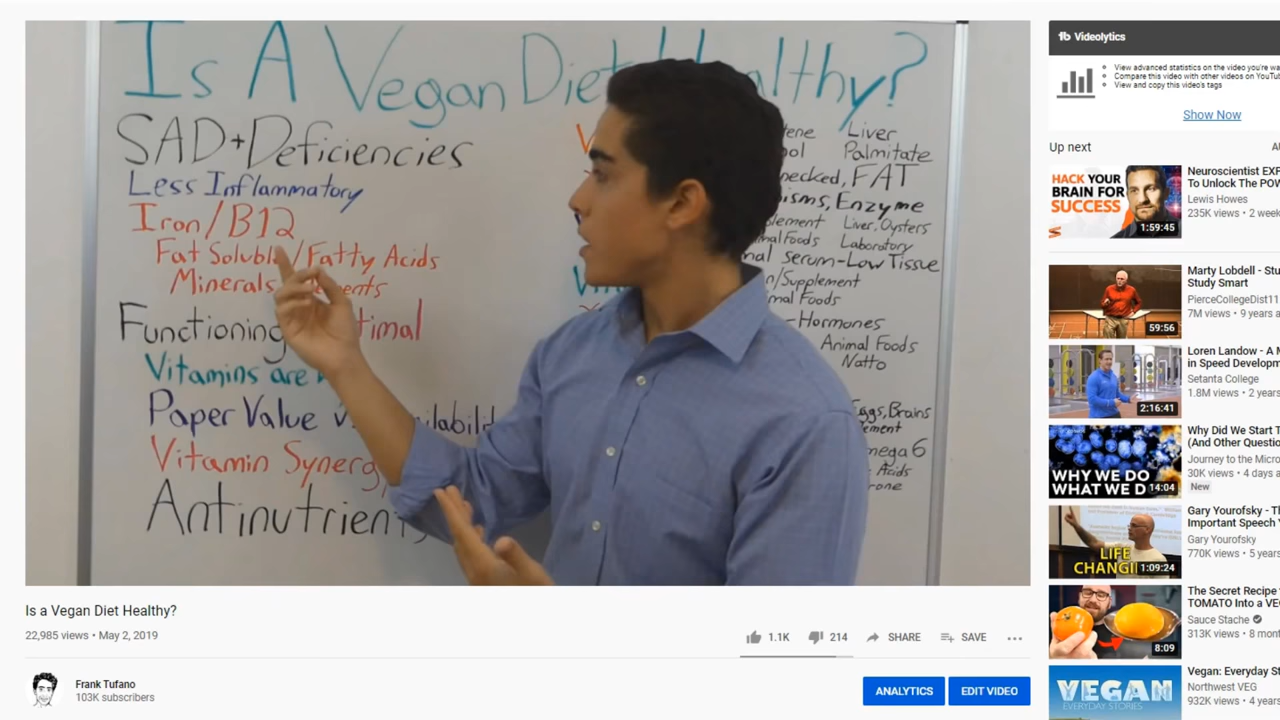 Is A Vegan Diet Healthy?
SAD+Deficiencies
Less Inflammatory
Iron/B12
Fat Soluble/Fatty Acids
Minerals
Functioning
Vitamins are
Paper Value
Vitamin Synerg
Antinutrients
Liver
Palmitate
FAT
Enzyme
Liver, Oysters
Laboratory
Serum-Low Tissue
n/Supplement
mal Foods
-Hormones
Animal Foods
Natto
Eggs, Brains
mega 6
Acids
Is a Vegan Diet Healthy?
22,985 views • May 2, 2019
1.1K 214 SHARE SAVE
Frank Tufano
103K subscribers
ANALYTICS EDIT VIDEO
tb Videolytics
View advanced statistics on the video you're wa
Compare this video with other videos on YouTub
View and copy this video's tags
Show Now
Up next
HACK YOUR
BRAIN FOR
SUCCESS
1:59:45
Neuroscientist EXP
To Unlock The POW
Lewis Howes
235K views • 2 week
59:56
Marty Lobdell - Stu
Study Smart
PierceCollegeDist11
7M views • 9 years a
2:16:41
Loren Landow - A M
in Speed Developm
Setanta College
1.8M views • 2 years
WHY WE DO
WHAT WE D
14:04
Why Did We Start T
(And Other Questio
Journey to the Micro
30K views • 4 days a
New
LIFE
CHANGI
1:09:24
Gary Yourofsky - Th
Important Speech Y
Gary Yourofsky
770K views • 5 years
8:09
The Secret Recipe
TOMATO Into a VE
Sauce Stache
313K views • 8 mont
VEGAN
EVERYDAY STORIES
Vegan: Everyday St
Northwest VEG
932K views • 4 years